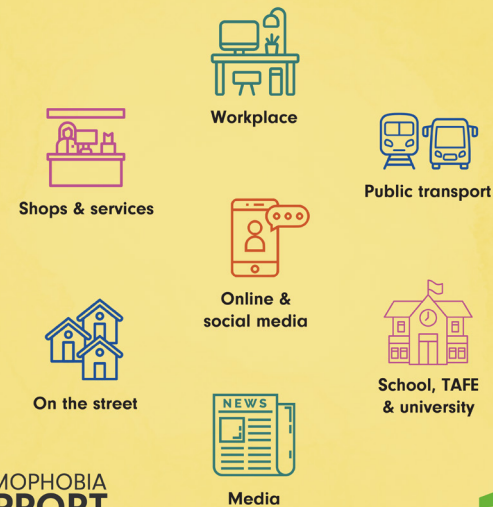 Workplace
Public transport
Shops & services
Online &
social media
School, TAFE
& university
On the street
NEWS
Media